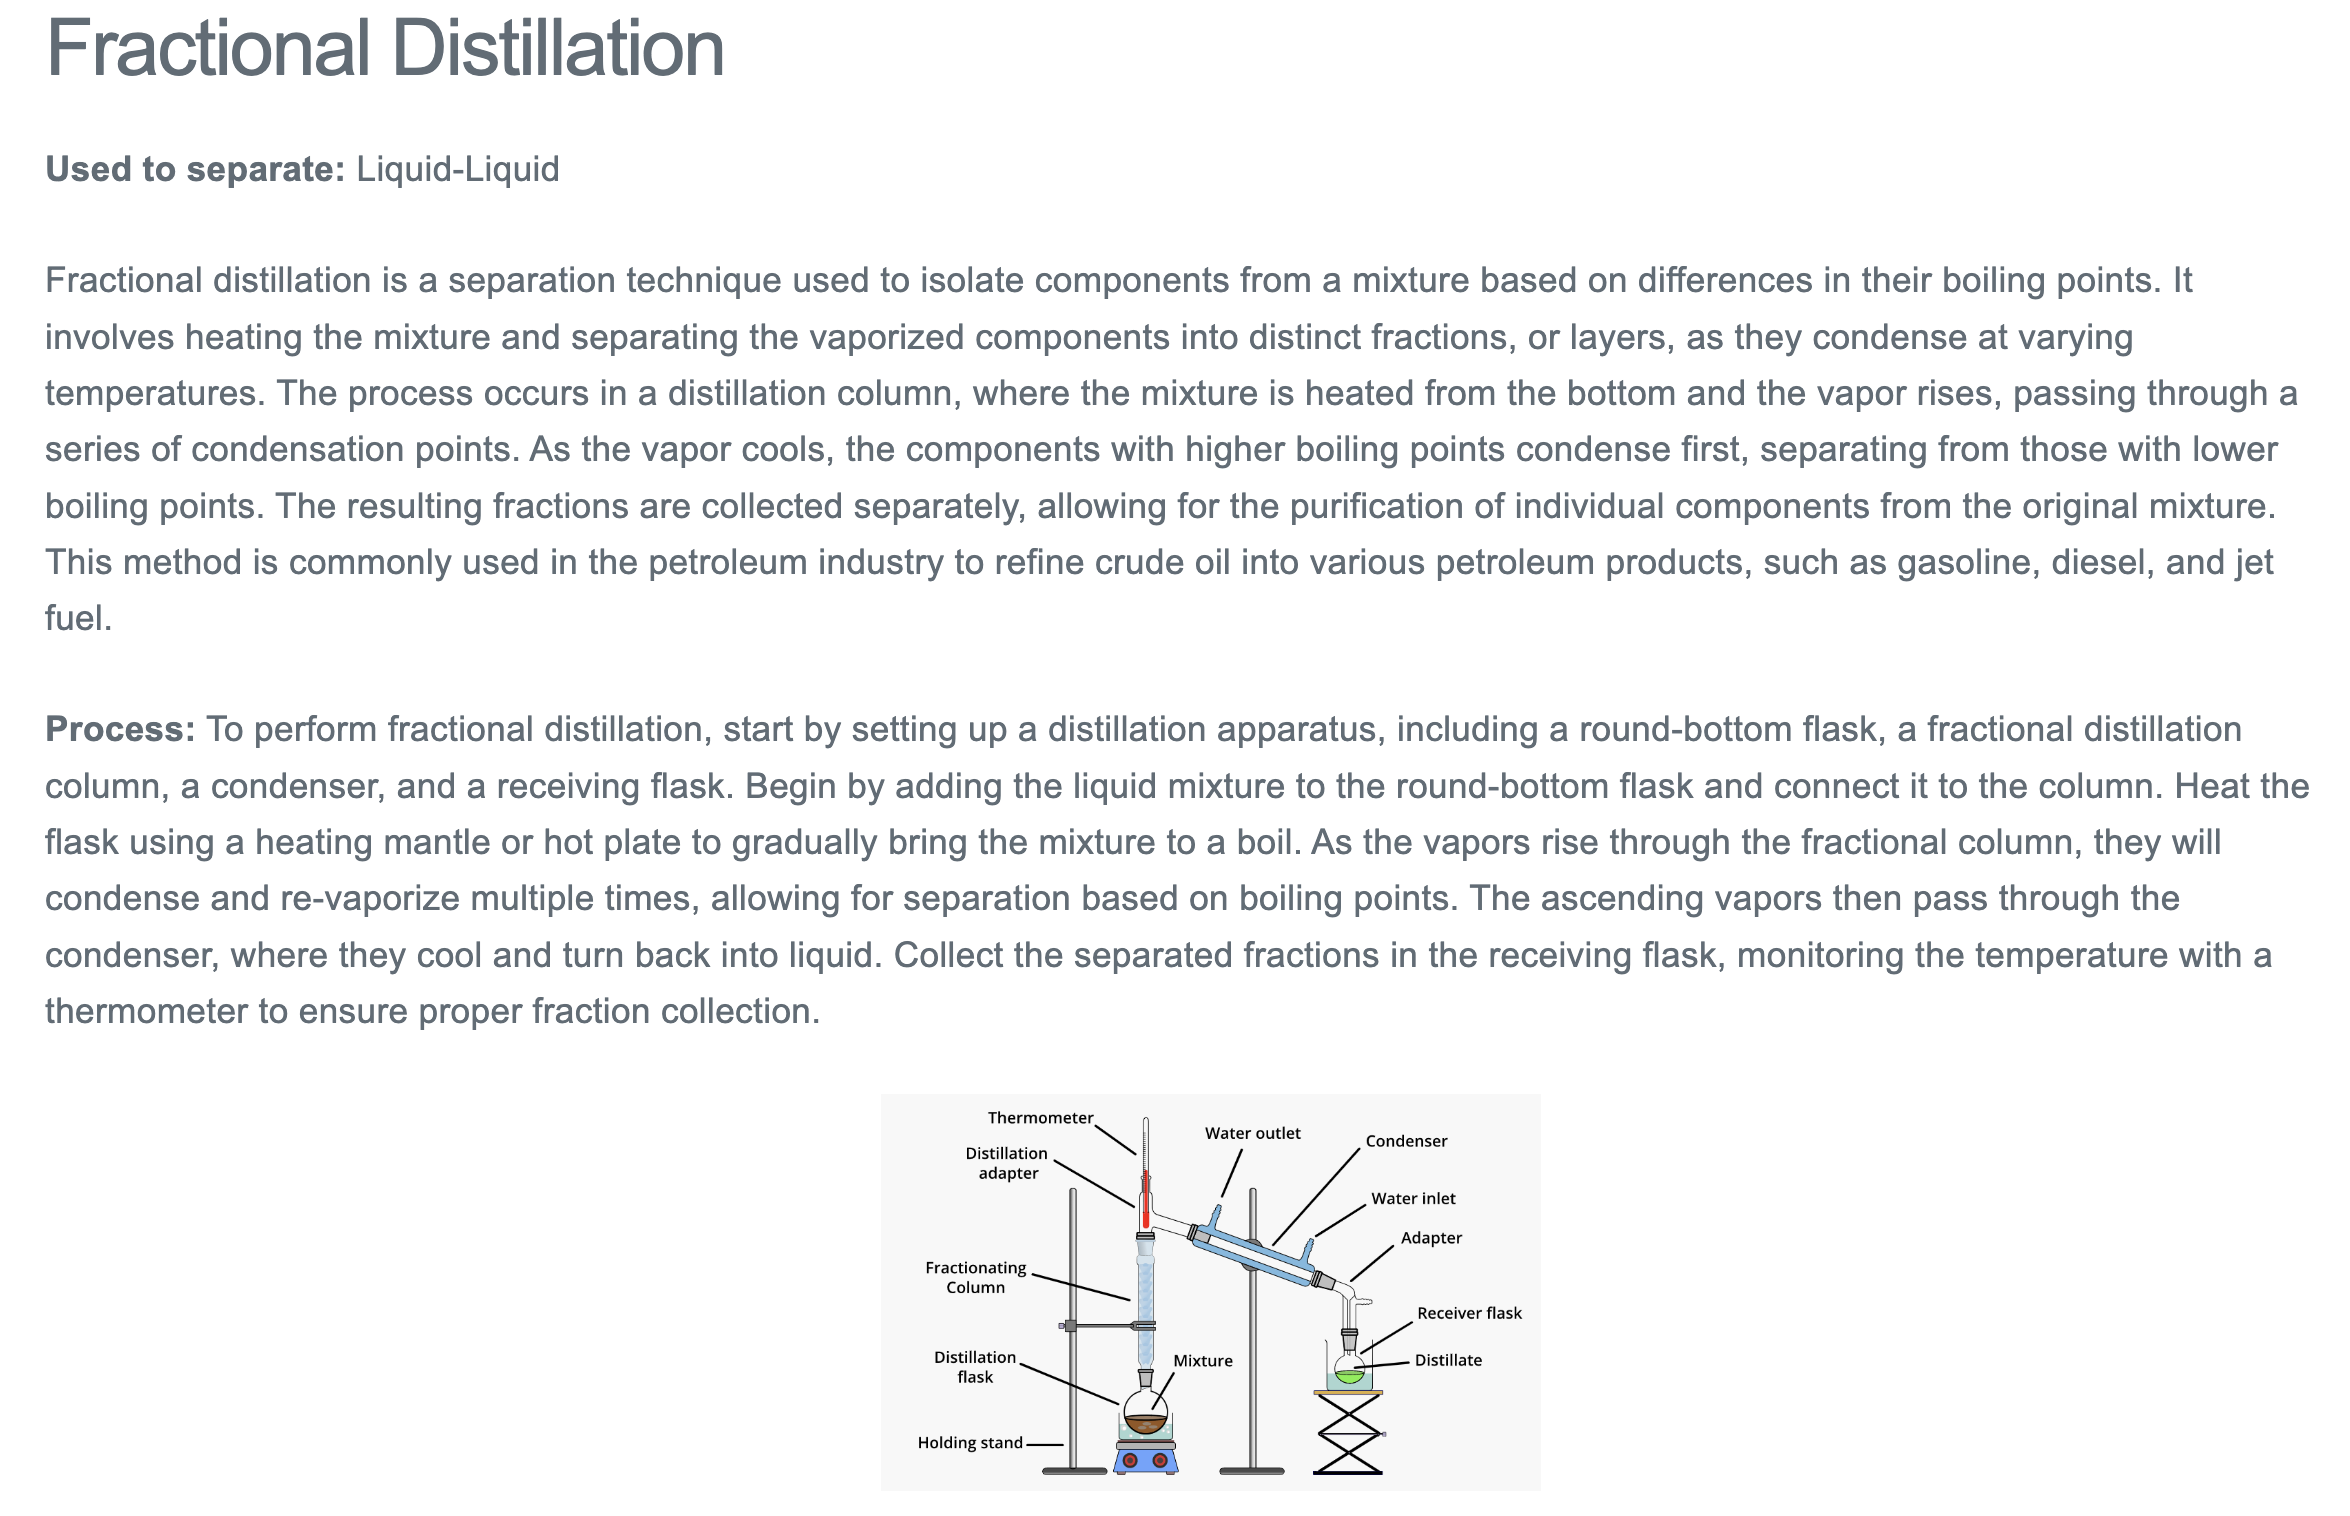 Fractional Distillation
Used to separate: Liquid-Liquid
Fractional distillation is a separation technique used to isolate components from a mixture based on differences in their boiling points. It
involves heating the mixture and separating the vaporized components into distinct fractions, or layers, as they condense at varying
temperatures. The process occurs in a distillation column, where the mixture is heated from the bottom and the vapor rises, passing through a
series of condensation points. As the vapor cools, the components with higher boiling points condense first, separating from those with lower
boiling points. The resulting fractions are collected separately, allowing for the purification of individual components from the original mixture.
This method is commonly used in the petroleum industry to refine crude oil into various petroleum products, such as gasoline, diesel, and jet
fuel.
Process: To perform fractional distillation, start by setting up a distillation apparatus, including a round-bottom flask, a fractional distillation
column, a condenser, and a receiving flask. Begin by adding the liquid mixture to the round-bottom flask and connect it to the column. Heat the
flask using a heating mantle or hot plate to gradually bring the mixture to a boil. As the vapors rise through the fractional column, they will
condense and re-vaporize multiple times, allowing for separation based on boiling points. The ascending vapors then pass through the
condenser, where they cool and turn back into liquid. Collect the separated fractions in the receiving flask, monitoring the temperature with a
thermometer to ensure proper fraction collection.
Thermometer
Water outlet
Condenser
Distillation
adapter
Water inlet
Adapter
Fractionating
Column
Receiver flask
Distillation
flask
Mixture
Distillate
Holding stand